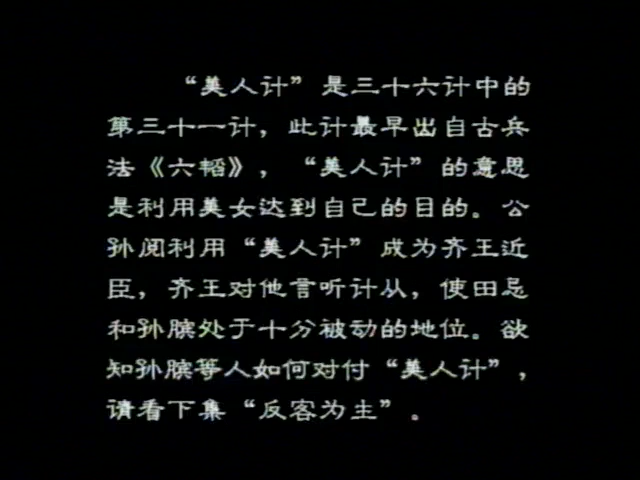 “美人计”是三十六计中的
第三十一计，此计最早出自古兵
法《六韬》，“美人计”的意思
是利用美女达到自己的目的。公
孙阅利用“美人计”成为齐王近
臣，齐王对他言听计从，使田忌
和孙膑处于十分被动的地位。欲
知孙膑等人如何对付“美人计”，
请看下集“反客为主”。